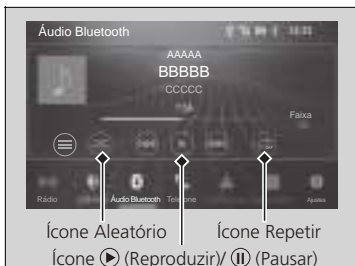 Áudio Bluetooth
AAAAA
BBBBB
CCCCC
Faixa
Rádio
Áudio Bluetooth
Telefone
Ajustes
Ícone Aleatório
Ícone Repetir
Ícone (Reproduzir)/ (Pausar)